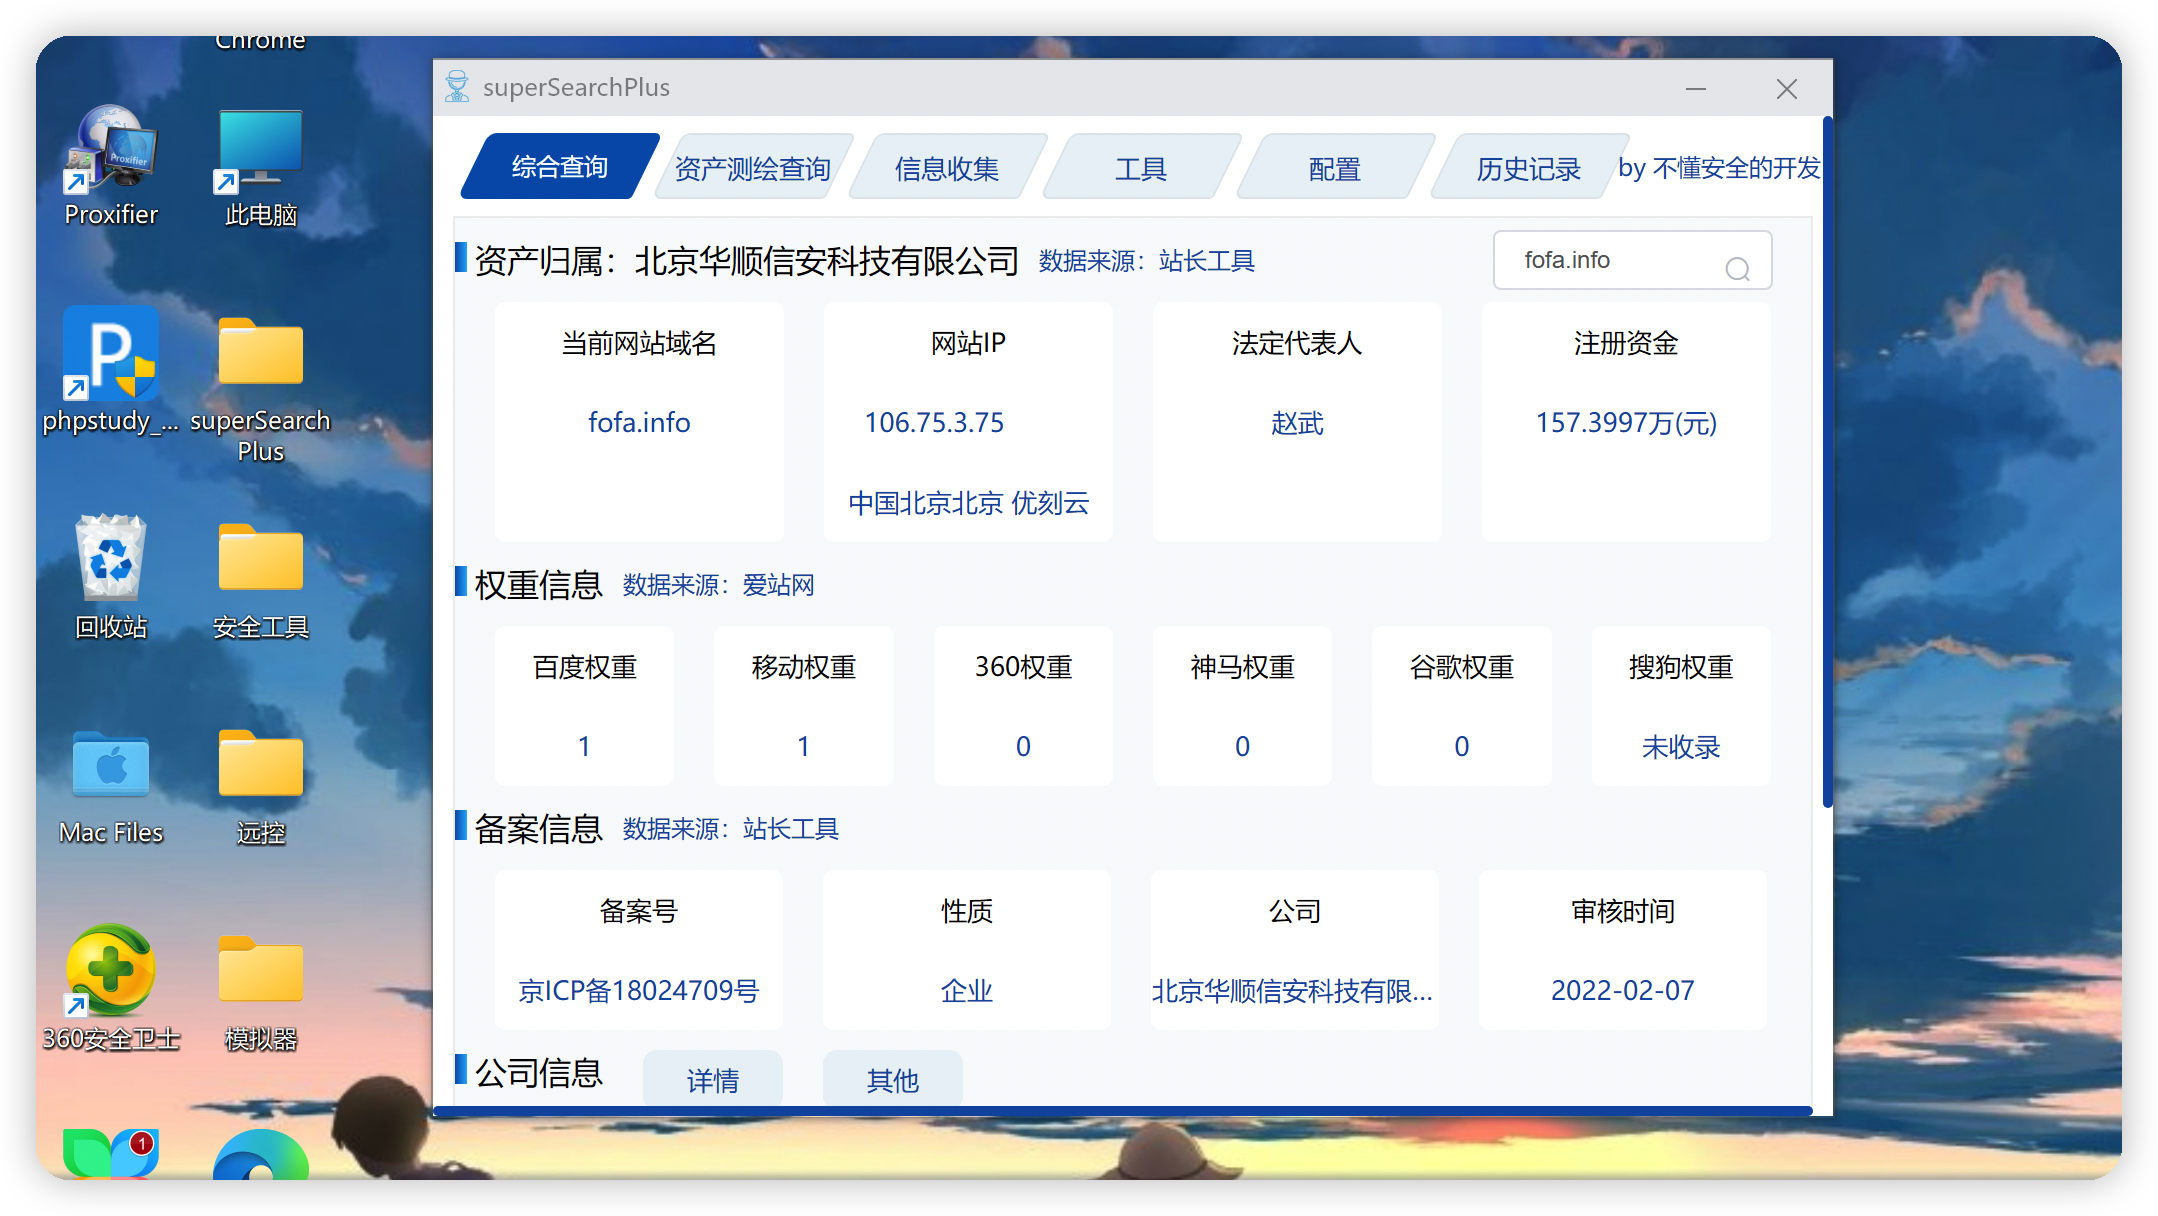 Chrome
Proxifier
此电脑
phpstudy_...
superSearch
Plus
回收站
安全工具
Mac Files
远控
360安全卫士
模拟器
1
superSearchPlus
综合查询
资产测绘查询
信息收集
工具
配置
历史记录
by 不懂安全的开发
资产归属：北京华顺信安科技有限公司 数据来源：站长工具
fofa.info
当前网站域名
网站IP
法定代表人
注册资金
fofa.info
106.75.3.75
赵武
157.3997万(元)
中国北京北京 优刻云
权重信息 数据来源：爱站网
百度权重
移动权重
360权重
神马权重
谷歌权重
搜狗权重
1
1
0
0
0
未收录
备案信息 数据来源：站长工具
备案号
性质
公司
审核时间
京ICP备18024709号
企业
北京华顺信安科技有限...
2022-02-07
公司信息
详情
其他